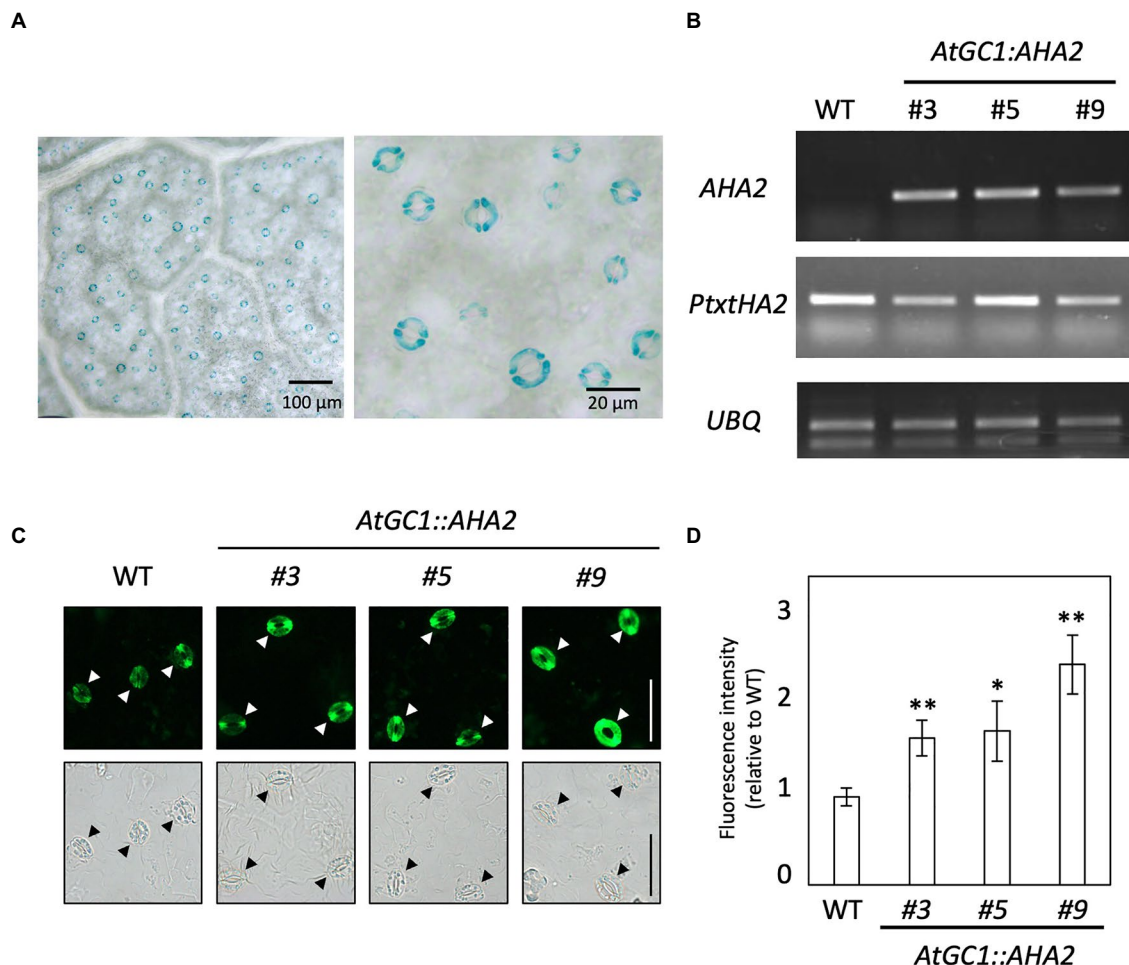 A
100 µm
20 µm
B
AtGC1:AHA2
WT #3 #5 #9
AHA2
PtxtHA2
UBQ
C
AtGC1::AHA2
WT #3 #5 #9
D
Fluorescence intensity
(relative to WT)
3
2
1
0
**
*
**
WT #3 #5 #9
AtGC1::AHA2